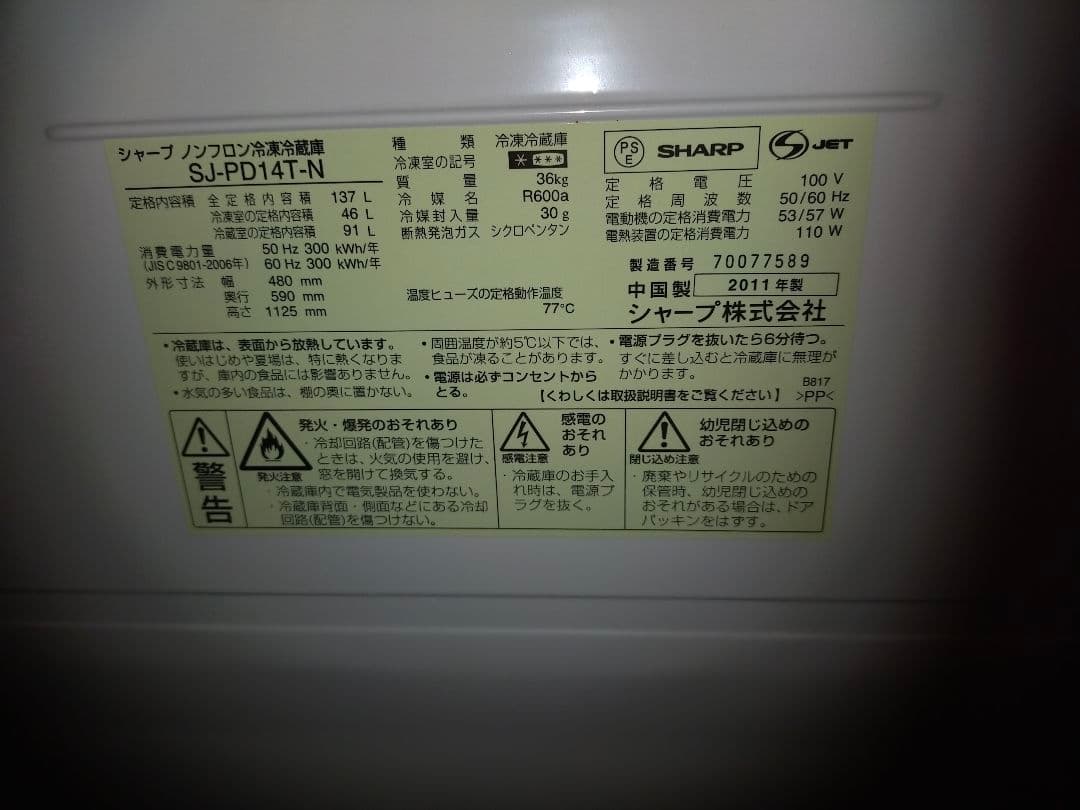 シャープ ノンフロン冷凍冷蔵庫
SJ-PD14T-N
定格内容積 全定格内容積 137 L
冷凍室の定格内容積 46 L
冷蔵室の定格内容積 91 L
消費電力量 50 Hz 300 kWh/年
(JIS C 9801-2006年) 60 Hz 300 kWh/年
外形寸法 幅 480 mm
奥行 590 mm
高さ 1125 mm
種類 冷凍冷蔵庫
冷凍室の記号
質量 36kg
冷媒名 R600a
冷媒封入量 30 g
断熱発泡ガス シクロペンタン
温度ヒューズの定格動作温度
77℃
PS
E
SHARP
S JET
定格電圧 100 V
定格周波数 50/60 Hz
電動機の定格消費電力 53/57 W
電熱装置の定格消費電力 110 W
製造番号 70077589
中国製 2011年製
シャープ株式会社
・冷蔵庫は、表面から放熱しています。
使いはじめや夏場は、特に熱くなりま
すが、庫内の食品には影響ありません。
・水気の多い食品は、棚の奥に置かない。
・周囲温度が約5℃以下では、
食品が凍ることがあります。
・電源は必ずコンセントから
とる。
・電源プラグを抜いたら6分待つ。
すぐに差し込むと冷蔵庫に無理が
かかります。
B817
【くわしくは取扱説明書をご覧ください】 >PP<
警告
発火・爆発のおそれあり
発火注意
・冷却回路(配管)を傷つけた
ときは、火気の使用を避け、
窓を開けて換気する。
・冷蔵庫内で電気製品を使わない。
・冷蔵庫背面・側面などにある冷却
回路(配管)を傷つけない。
感電の
おそれ
あり
感電注意
・冷蔵庫のお手入
れ時は、電源プ
ラグを抜く。
幼児閉じ込めの
おそれあり
閉じ込め注意
・廃棄やリサイクルのための
保管時、幼児閉じ込めの
おそれがある場合は、ドア
パッキンをはずす。